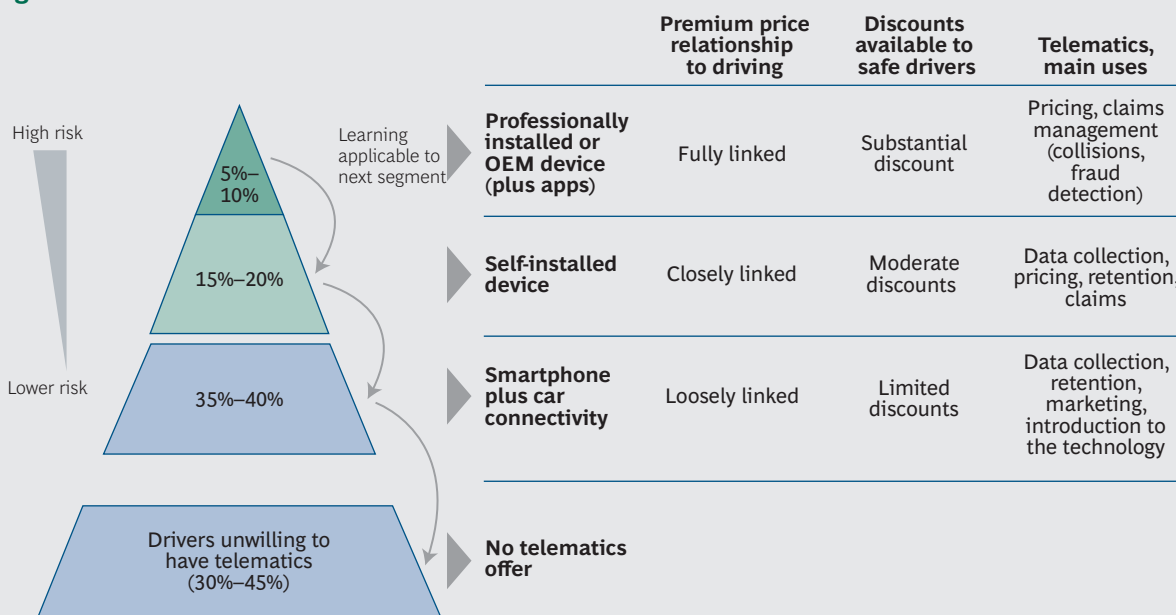 Premium price
relationship
to driving
Discounts
available to
safe drivers
Telematics,
main uses
High risk
Lower risk
5%–
10%
Learning
applicable to
next segment
Professionally
installed or
OEM device
(plus apps)
Fully linked
Substantial
discount
Pricing, claims
management
(collisions,
fraud
detection)
15%–20%
Self-installed
device
Closely linked
Moderate
discounts
Data collection,
pricing, retention,
claims
35%–40%
Smartphone
plus car
connectivity
Loosely linked
Limited
discounts
Data collection,
retention,
marketing,
introduction to
the technology
Drivers unwilling to
have telematics
(30%–45%)
No telematics
offer